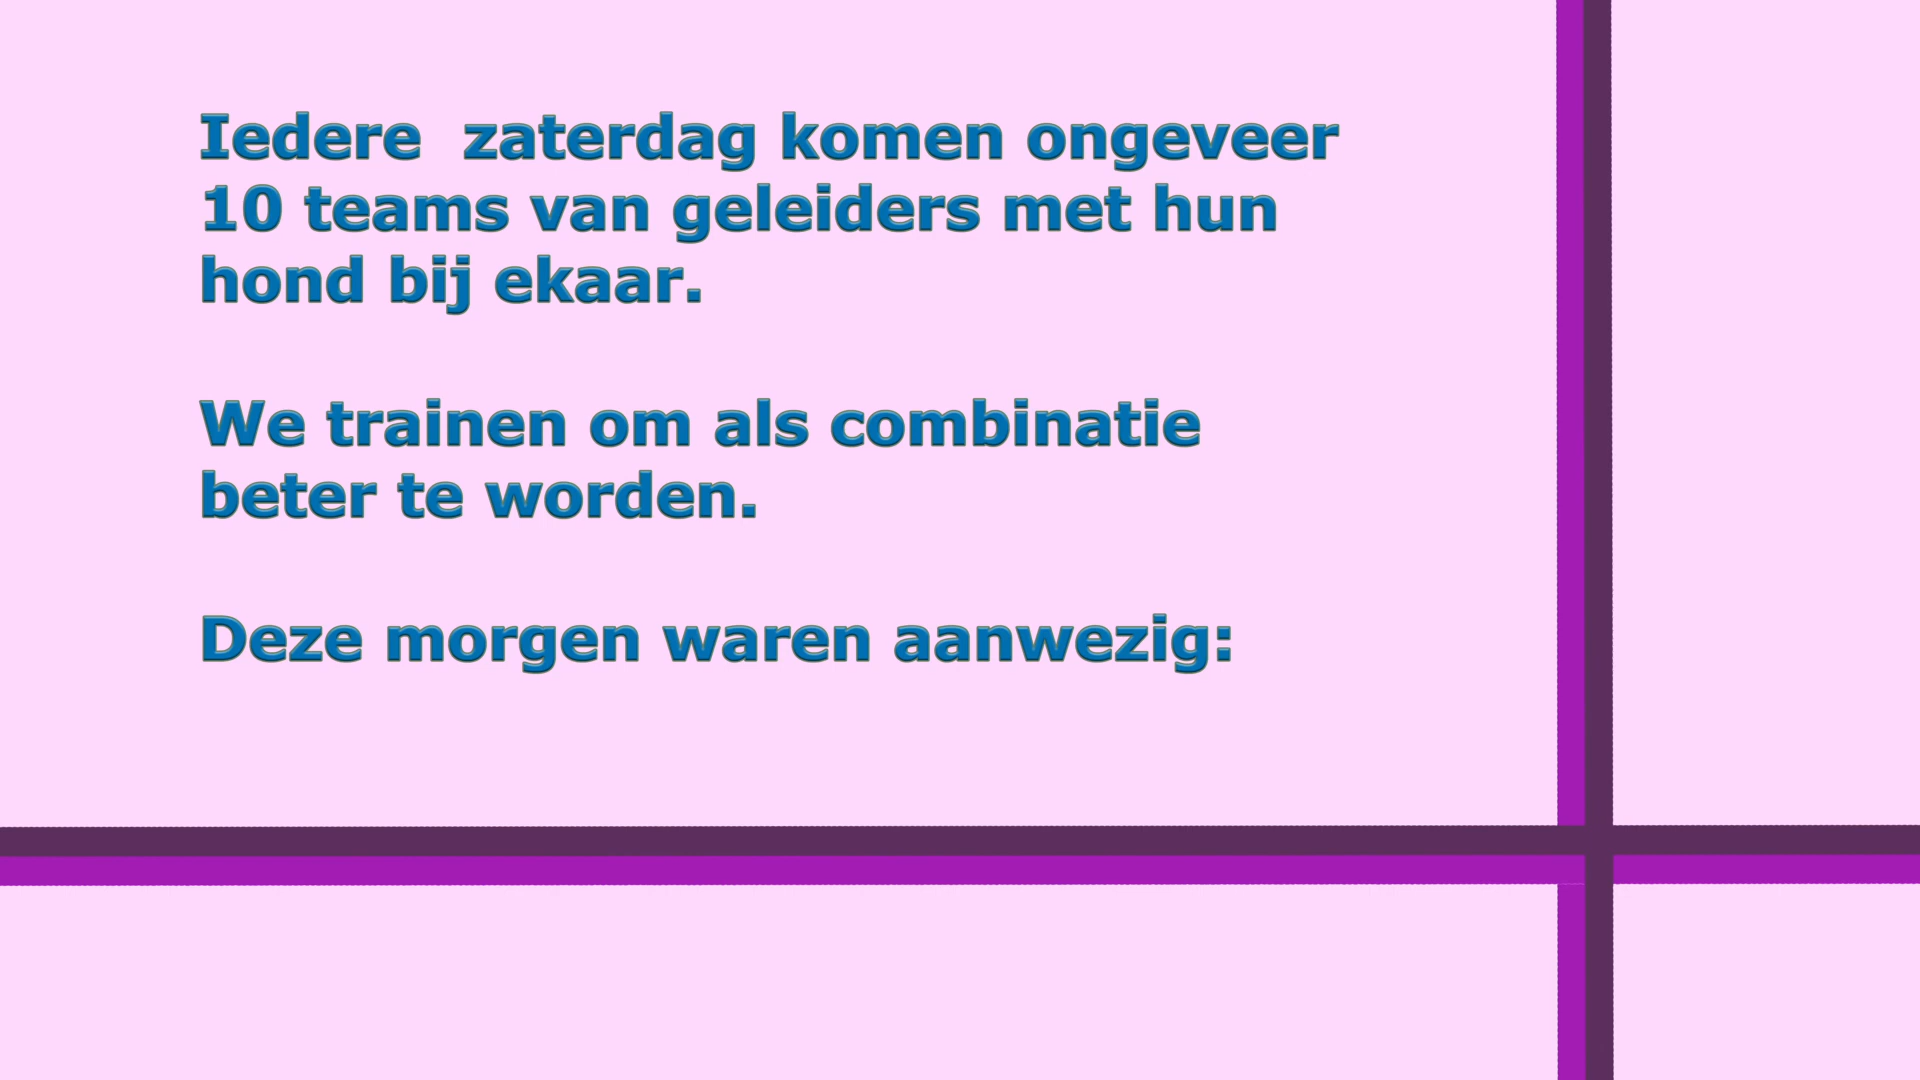 Iedere  zaterdag komen ongeveer
10 teams van geleiders met hun
hond bij ekaar.
We trainen om als combinatie
beter te worden.
Deze morgen waren aanwezig: